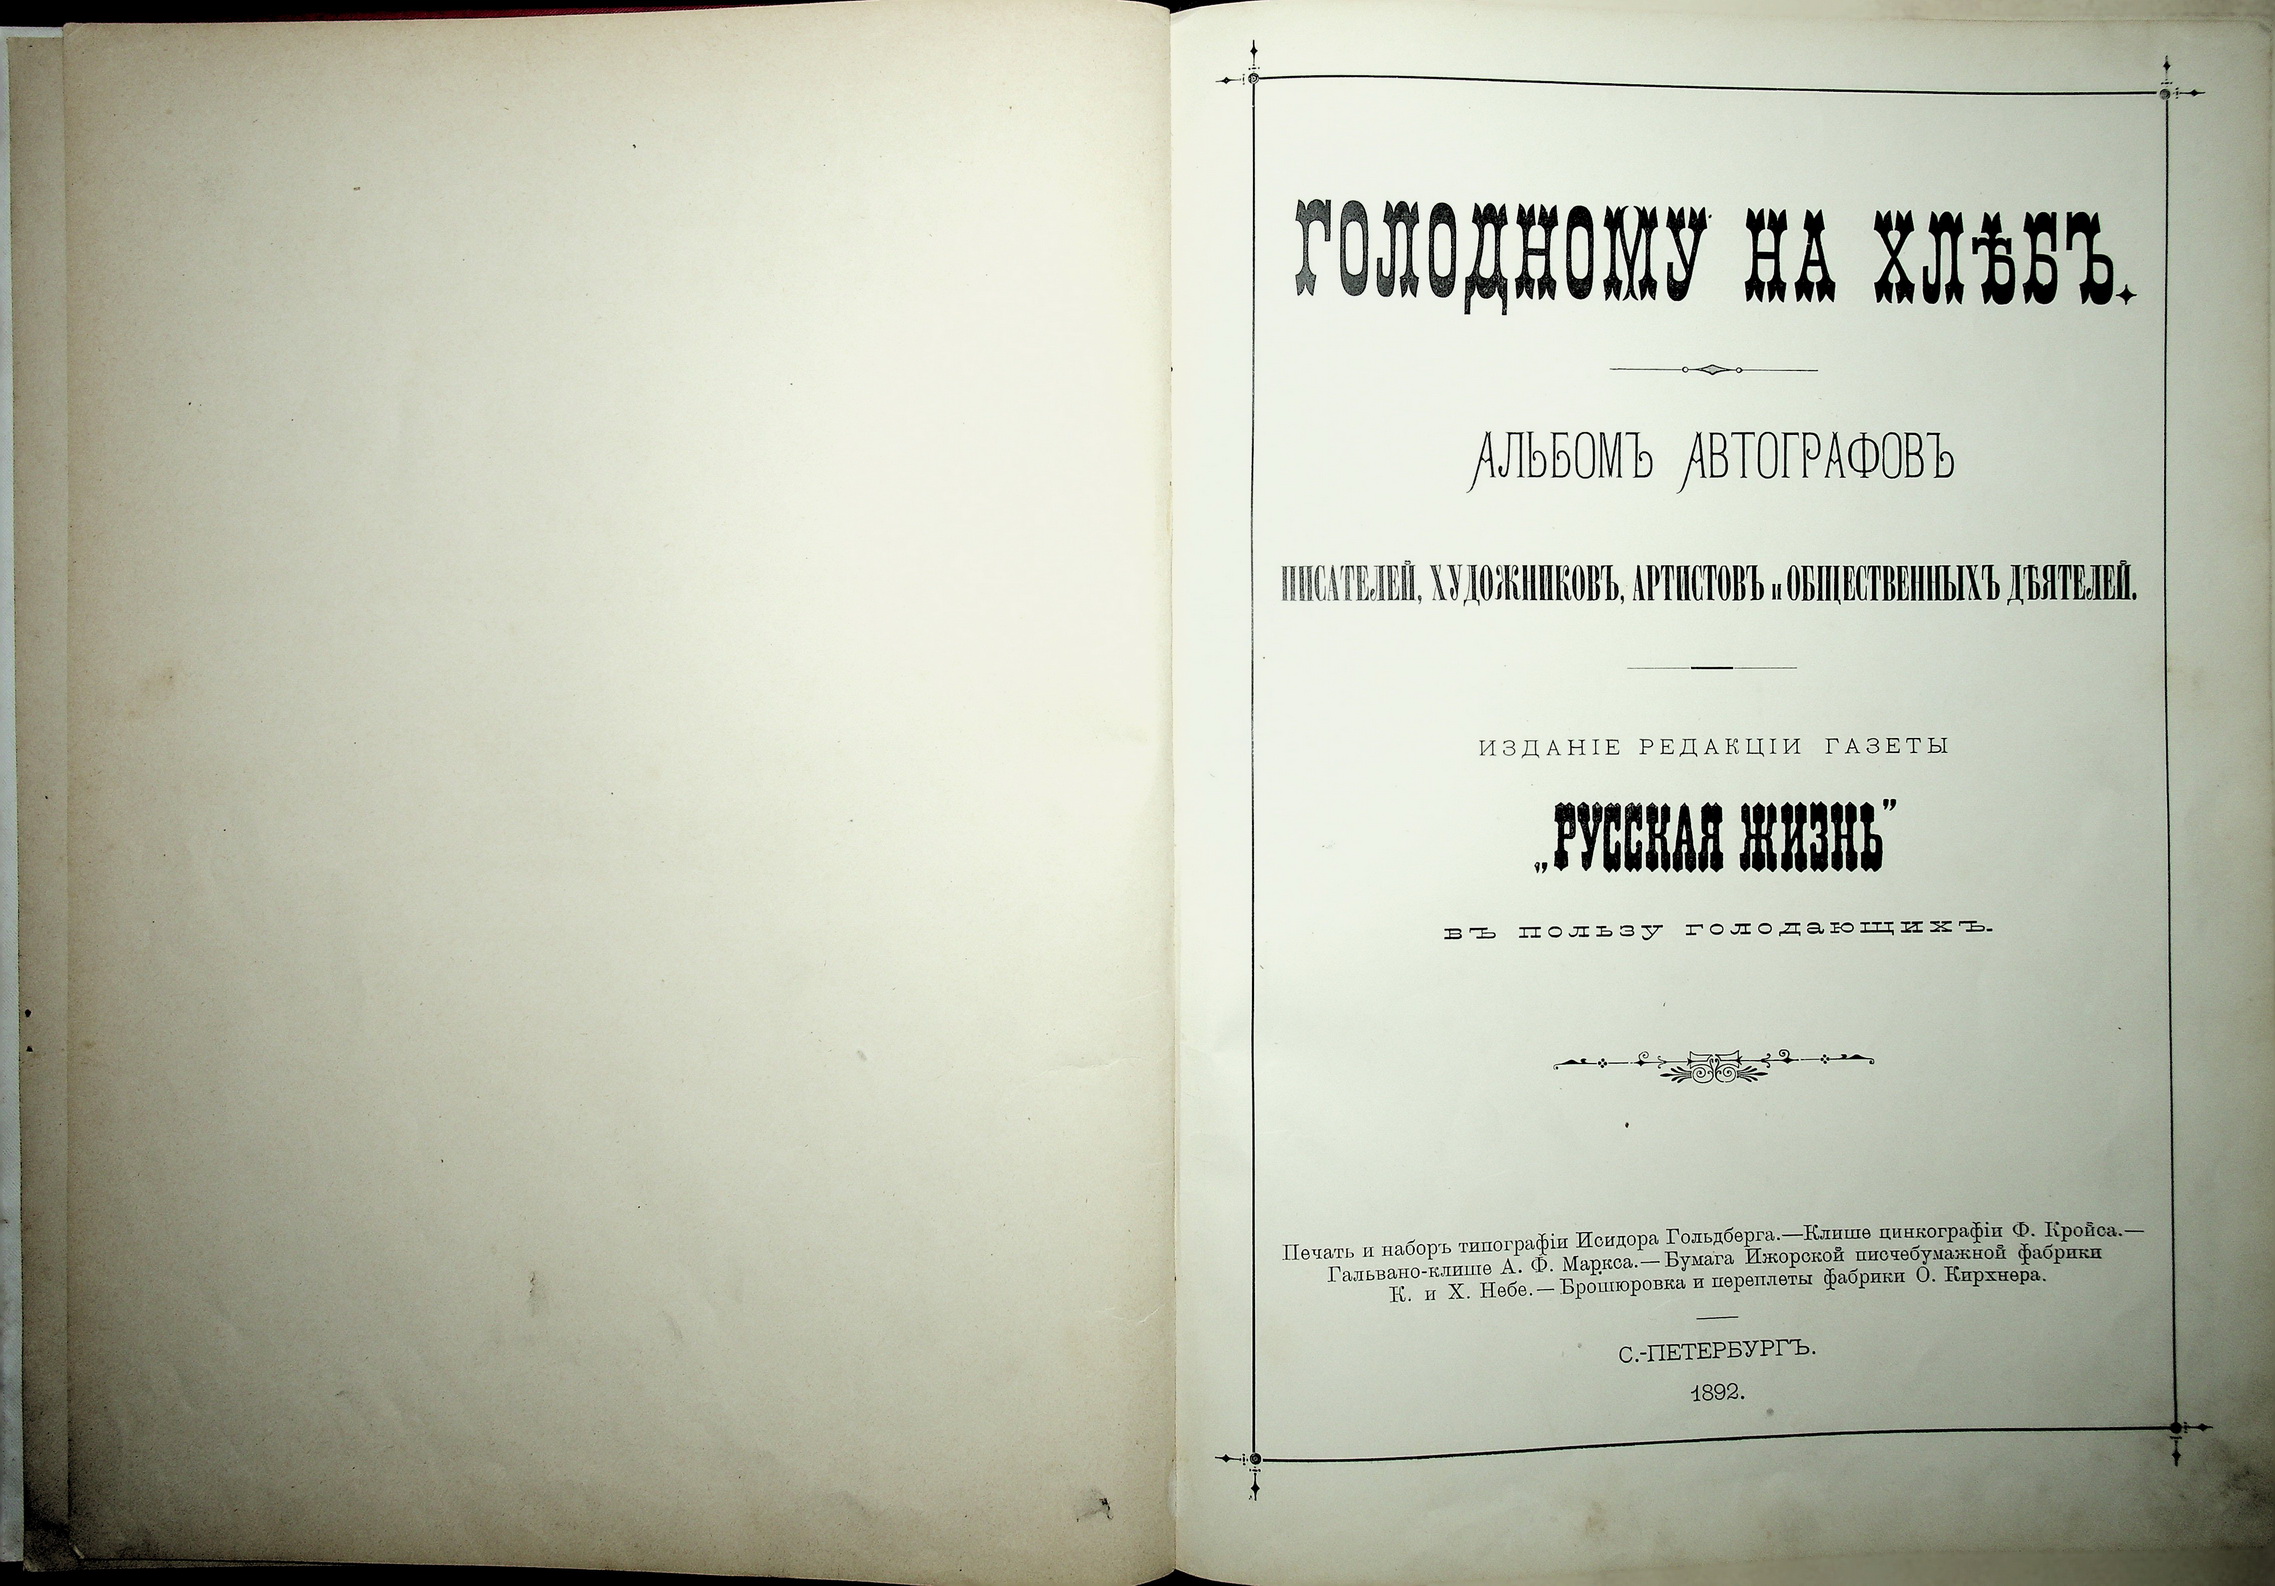 ГОЛОДНОМУ НА ХЛѢБЪ.
АЛЬБОМЪ АВТОГРАФОВЪ
ПИСАТЕЛЕЙ, ХУДОЖНИКОВЪ, АРТИСТОВЪ и ОБЩЕСТВЕННЫХЪ ДѢЯТЕЛЕЙ.
ИЗДАНІЕ РЕДАКЦІИ ГАЗЕТЫ
„РУССКАЯ ЖИЗНЬ”
въ пользу голодающихъ.
Печать и наборъ типографіи Исидора Гольдберга.—Клише цинкографіи Ф. Кройса.—
Гальвано-клише А. Ф. Маркса.—Бумага Ижорской писчебумажной фабрики
К. и Х. Небе.—Брошюровка и переплеты фабрики О. Кирхнера.
С.-ПЕТЕРБУРГЪ.
1892.